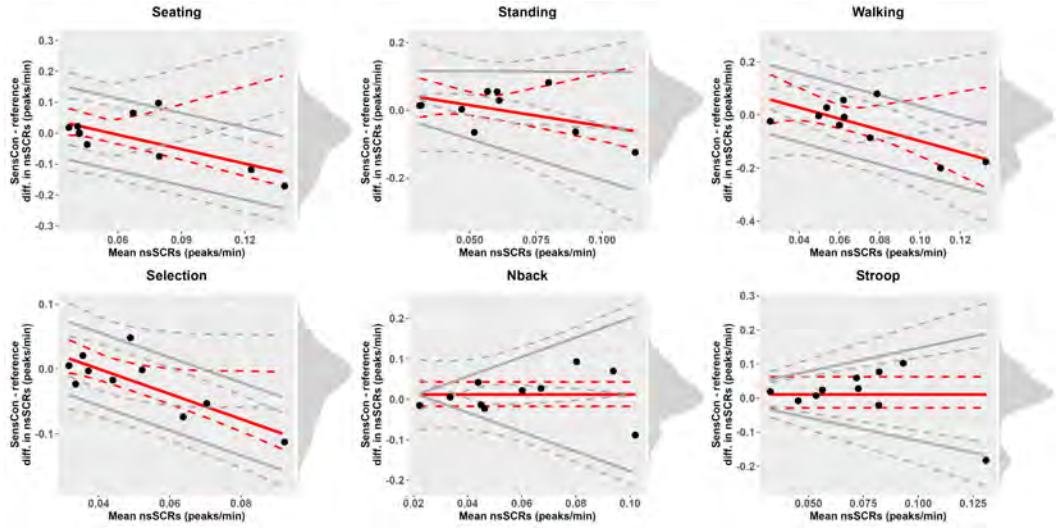 Seating
Standing
Walking
SensCon - reference
diff. in nsSCRs (peaks/min)
0.3
0.2
0.1
0.0
-0.1
-0.2
-0.3
0.06
0.09
0.12
Mean nsSCRs (peaks/min)
SensCon - reference
diff. in nsSCRs (peaks/min)
0.2
0.0
-0.2
0.050
0.075
0.100
Mean nsSCRs (peaks/min)
SensCon - reference
diff. in nsSCRs (peaks/min)
0.2
0.0
-0.2
-0.4
0.04
0.06
0.08
0.10
0.12
Mean nsSCRs (peaks/min)
Selection
Nback
Stroop
SensCon - reference
diff. in nsSCRs (peaks/min)
0.1
0.0
-0.1
0.04
0.06
0.08
Mean nsSCRs (peaks/min)
SensCon - reference
diff. in nsSCRs (peaks/min)
0.2
0.1
0.0
-0.1
-0.2
0.02
0.04
0.06
0.08
0.10
Mean nsSCRs (peaks/min)
SensCon - reference
diff. in nsSCRs (peaks/min)
0.3
0.2
0.1
0.0
-0.1
-0.2
0.050
0.075
0.100
0.125
Mean nsSCRs (peaks/min)